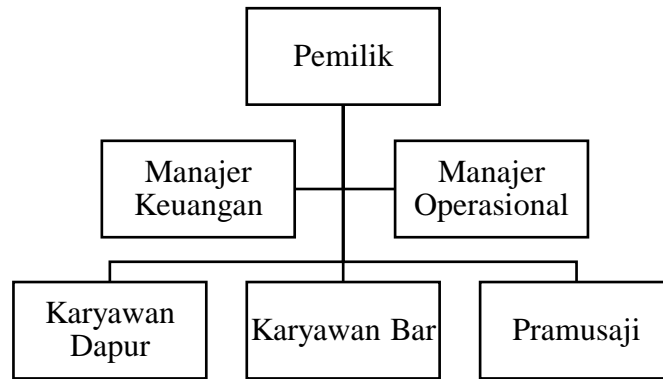 Pemilik
Manajer
Keuangan
Manajer
Operasional
Karyawan
Dapur
Karyawan Bar
Pramusaji